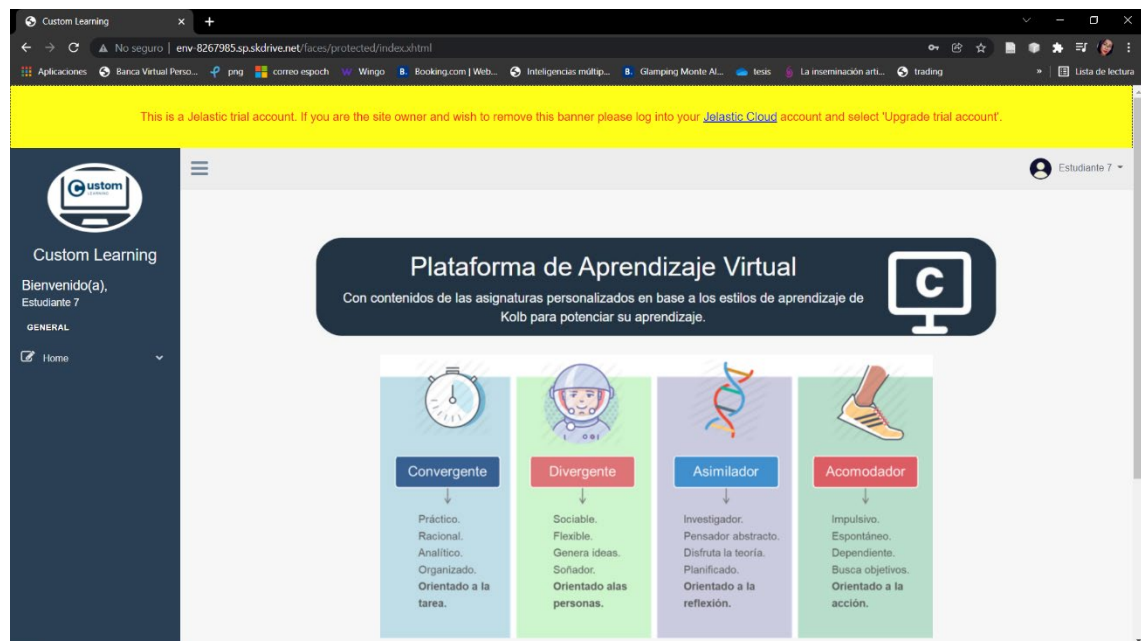 Custom Learning
No seguro | env-8267985.sp.skdrive.net/faces/protected/index.xhtml
Aplicaciones Banca Virtual Perso... png correo espoch Wingo Booking.com | Web... Inteligencias múltip... Glamping Monte Al... tesis La inseminación arti... trading » Lista de lectura
This is a Jelastic trial account. If you are the site owner and wish to remove this banner please log into your Jelastic Cloud account and select 'Upgrade trial account'.
Estudiante 7
Custom
Custom Learning
Bienvenido(a),
Estudiante 7
GENERAL
Home
Plataforma de Aprendizaje Virtual
Con contenidos de las asignaturas personalizados en base a los estilos de aprendizaje de
Kolb para potenciar su aprendizaje.
C
Convergente
Práctico.
Racional.
Analítico.
Organizado.
Orientado a la
tarea.
Divergente
Sociable.
Flexible.
Genera ideas.
Soñador.
Orientado alas
personas.
Asimilador
Investigador.
Pensador abstracto.
Disfruta la teoría.
Planificado.
Orientado a la
reflexión.
Acomodador
Impulsivo.
Espontáneo.
Dependiente.
Busca objetivos.
Orientado a la
acción.